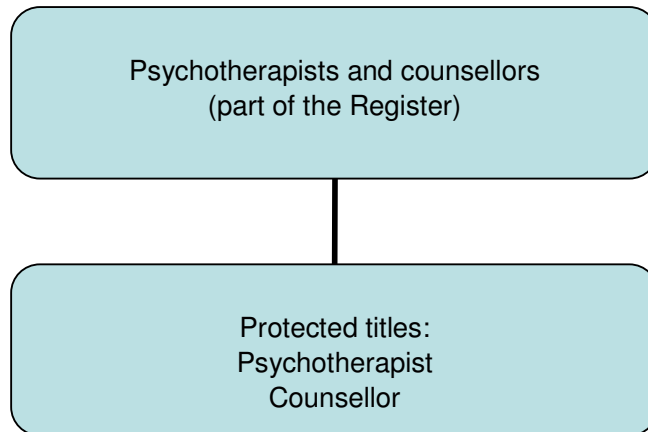 Psychotherapists and counsellors
(part of the Register)
Protected titles:
Psychotherapist
Counsellor